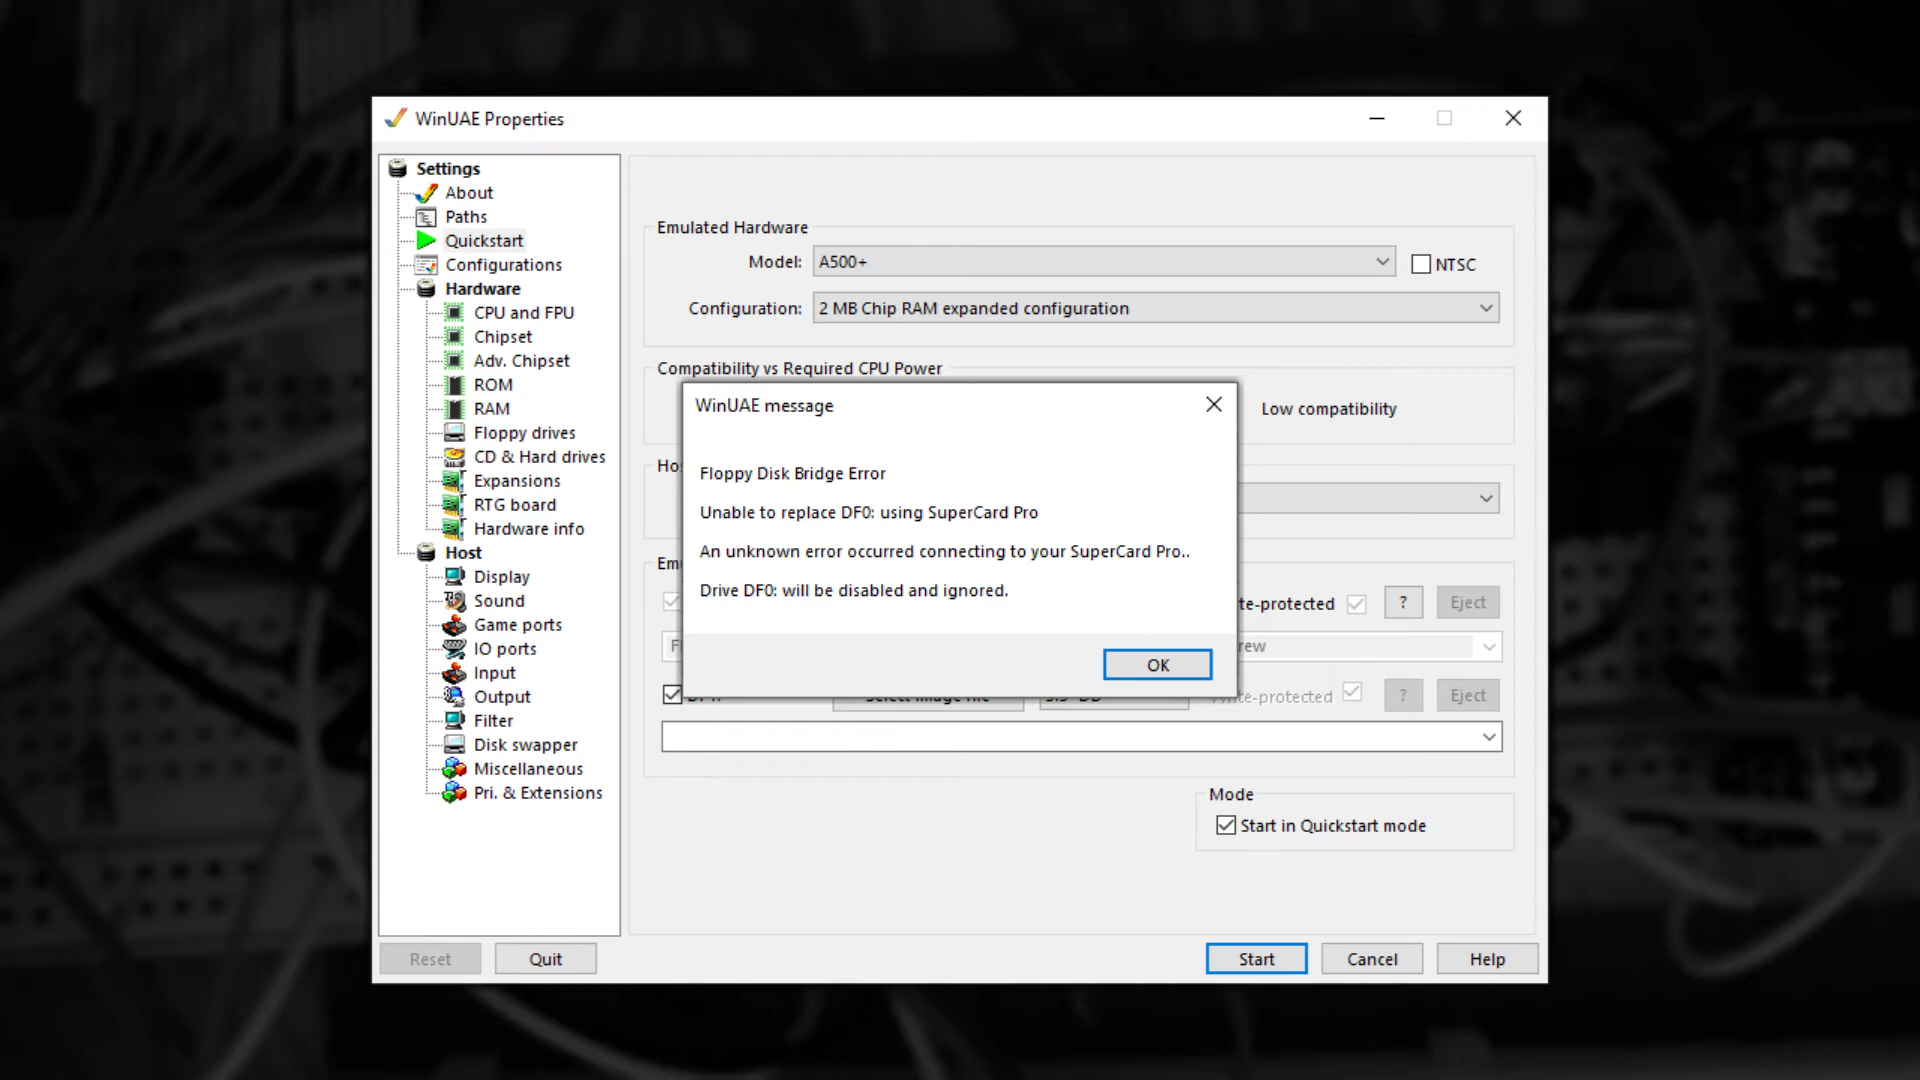 WinUAE Properties
Settings
About
Paths
Quickstart
Configurations
Hardware
CPU and FPU
Chipset
Adv. Chipset
ROM
RAM
Floppy drives
CD & Hard drives
Expansions
RTG board
Hardware info
Host
Display
Sound
Game ports
IO ports
Input
Output
Filter
Disk swapper
Miscellaneous
Pri. & Extensions
Reset
Quit
Emulated Hardware
Model:
A500+
NTSC
Configuration:
2 MB Chip RAM expanded configuration
Compatibility vs Required CPU Power
Low compatibility
WinUAE message
Floppy Disk Bridge Error
Unable to replace DF0: using SuperCard Pro
An unknown error occurred connecting to your SuperCard Pro..
Drive DF0: will be disabled and ignored.
OK
te-protected
?
Eject
rew
te-protected
?
Eject
Mode
Start in Quickstart mode
Start
Cancel
Help